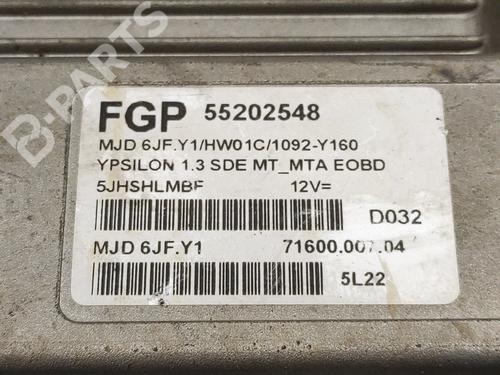 B-PARTS
FGP 55202548
MJD 6JF.Y1/HW01C/1092-Y160
YPSILON 1.3 SDE MT_MTA EOBD
5JHSHLMBF 12V=
D032
MJD 6JF.Y1 71600.007.04
5L22